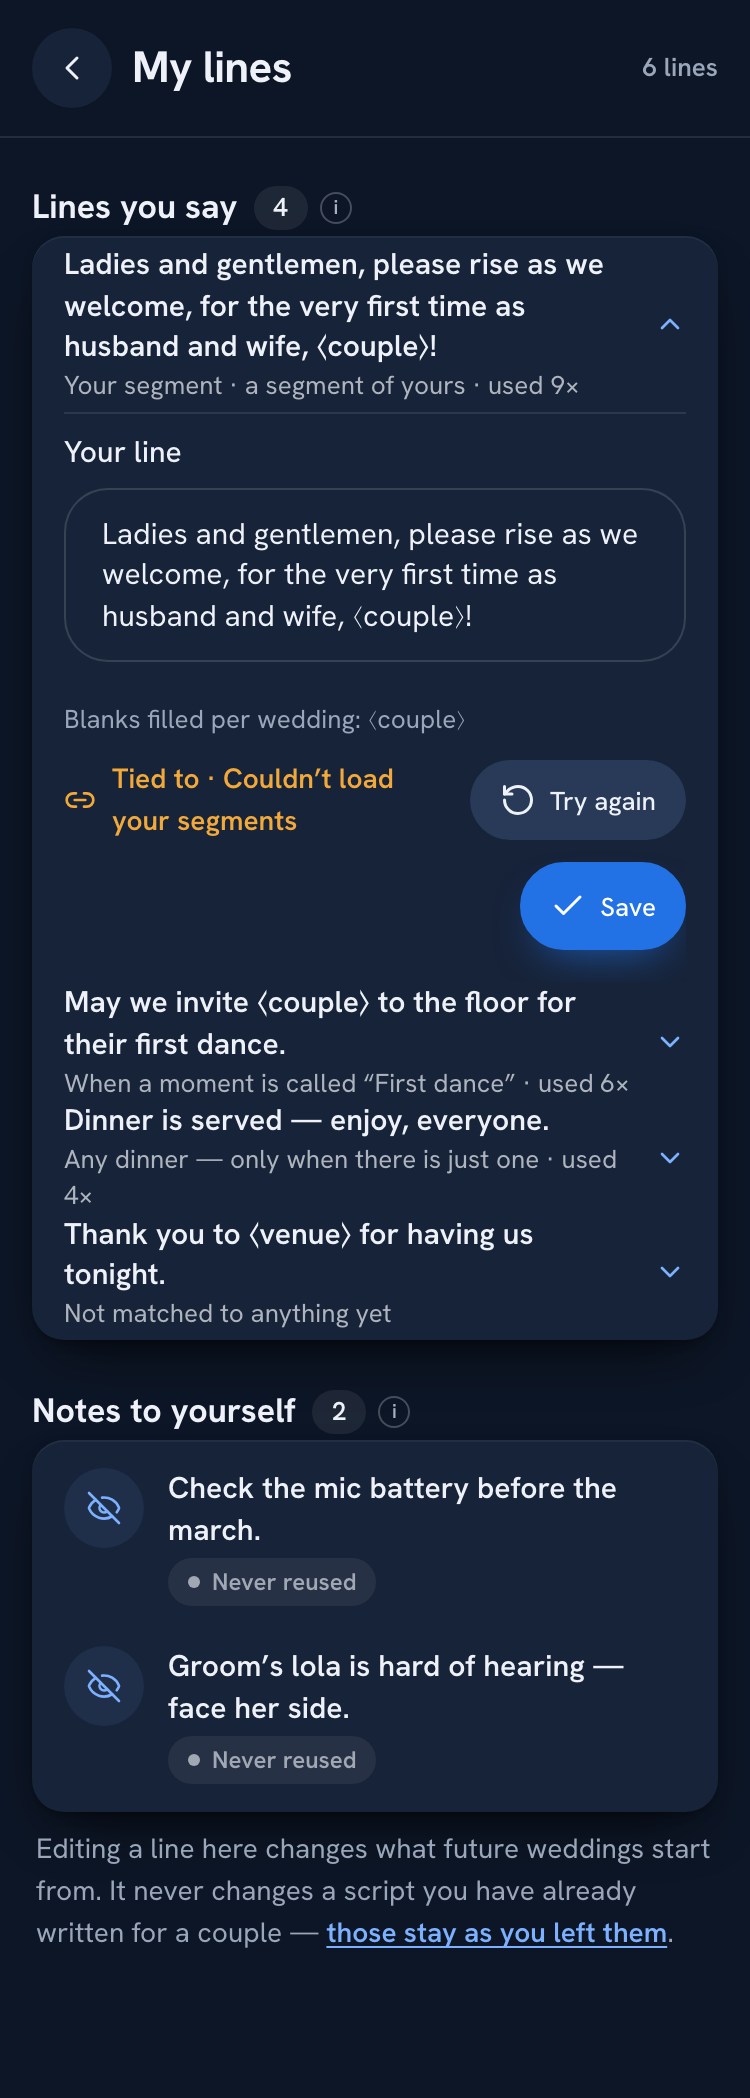 My lines
6 lines
Lines you say 4 i
Ladies and gentlemen, please rise as we
welcome, for the very first time as
husband and wife, ⟨couple⟩!
Your segment · a segment of yours · used 9×
Your line
Ladies and gentlemen, please rise as we
welcome, for the very first time as
husband and wife, ⟨couple⟩!
Blanks filled per wedding: ⟨couple⟩
Tied to · Couldn’t load
your segments
Try again
Save
May we invite ⟨couple⟩ to the floor for
their first dance.
When a moment is called “First dance” · used 6×
Dinner is served — enjoy, everyone.
Any dinner — only when there is just one · used
4×
Thank you to ⟨venue⟩ for having us
tonight.
Not matched to anything yet
Notes to yourself 2 i
Check the mic battery before the
march.
Never reused
Groom’s lola is hard of hearing —
face her side.
Never reused
Editing a line here changes what future weddings start
from. It never changes a script you have already
written for a couple — those stay as you left them.